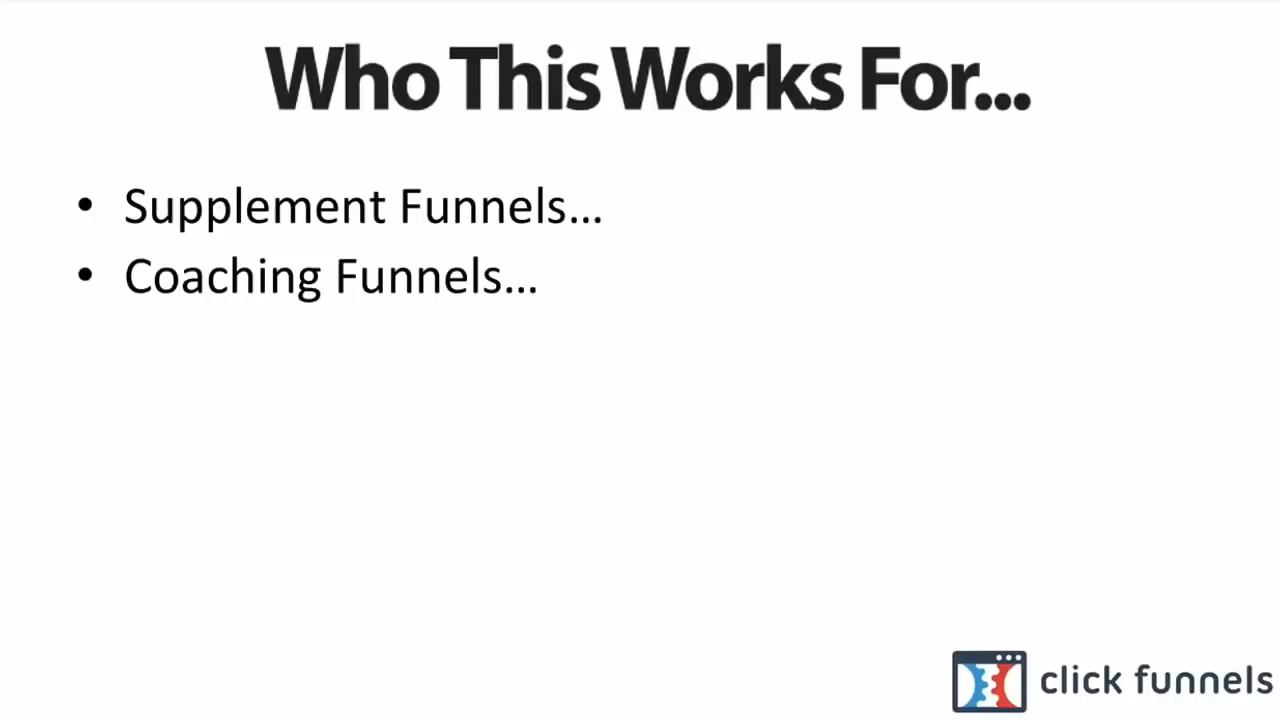 Who This Works For...
• Supplement Funnels...
• Coaching Funnels...
click funnels